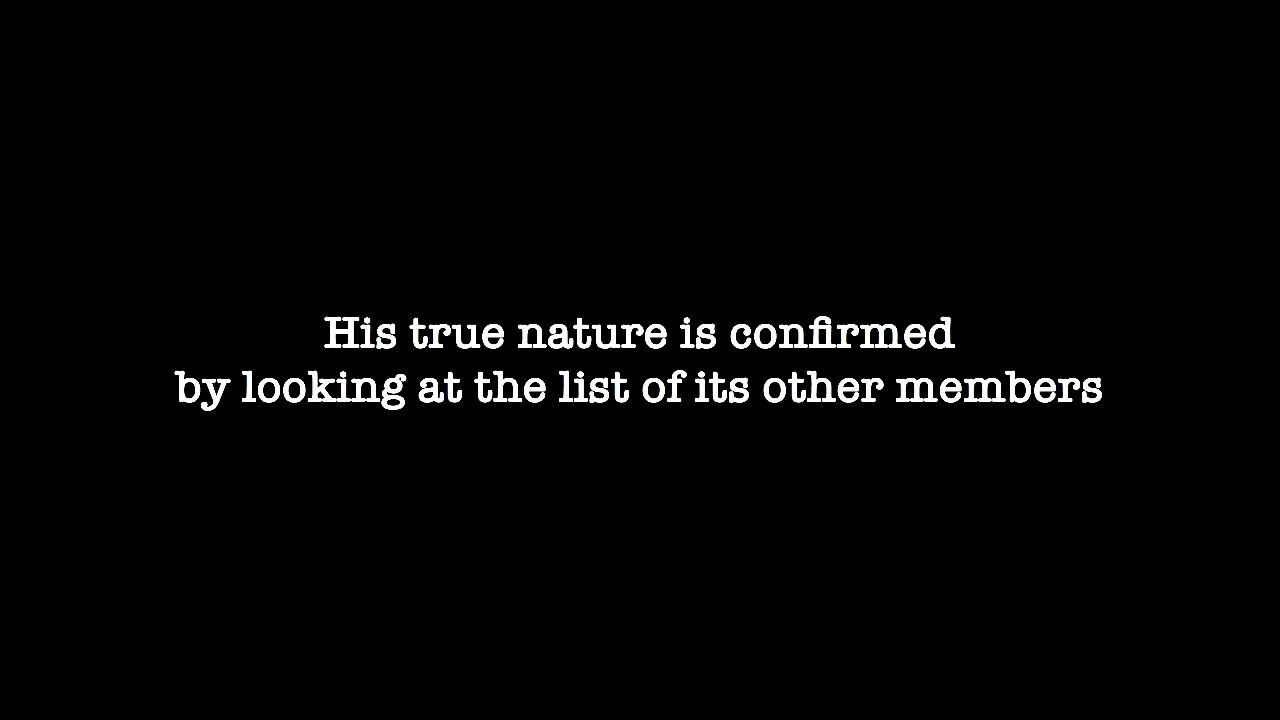 His true nature is confirmed
by looking at the list of its other members